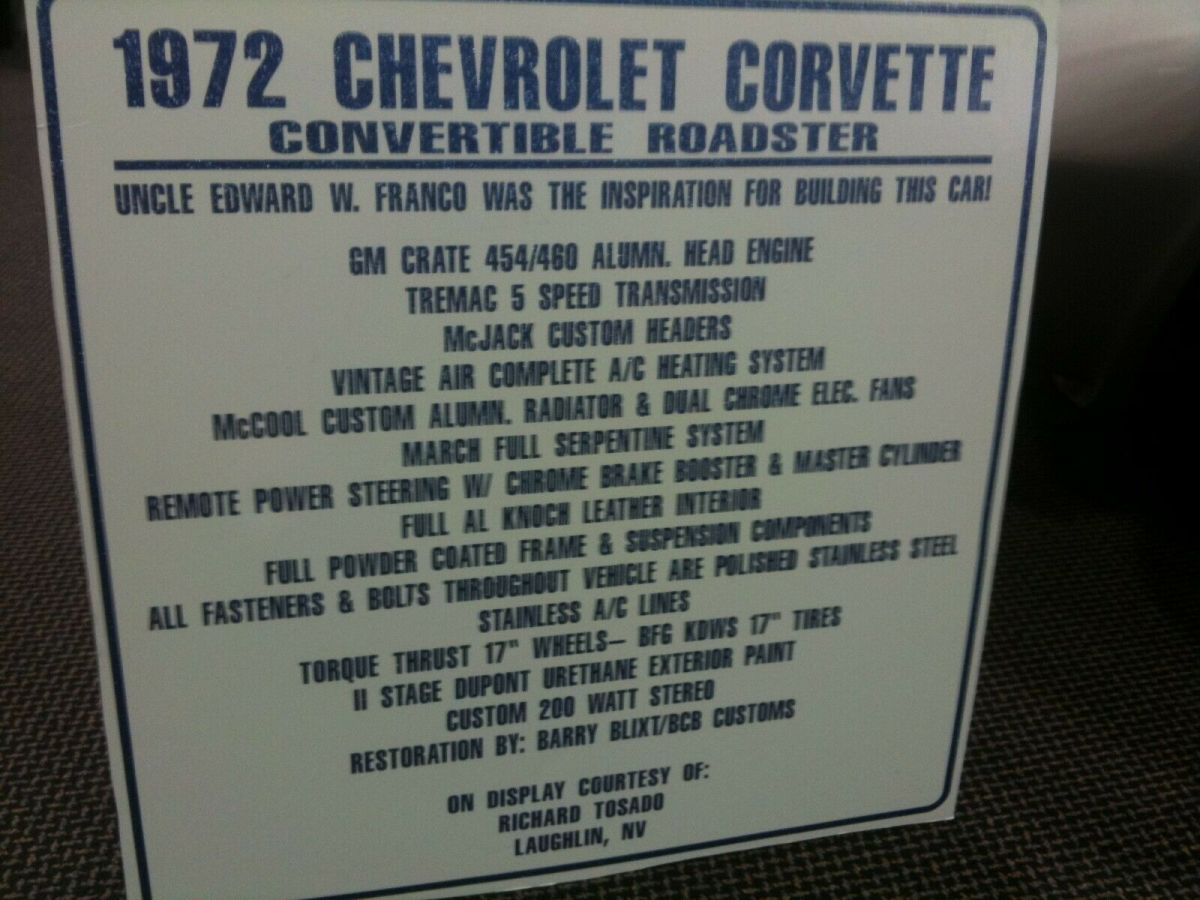 1972 CHEVROLET CORVETTE
CONVERTIBLE ROADSTER
UNCLE EDWARD W. FRANCO WAS THE INSPIRATION FOR BUILDING THIS CAR!
GM CRATE 454/460 ALUMN. HEAD ENGINE
TREMAC 5 SPEED TRANSMISSION
McJACK CUSTOM HEADERS
VINTAGE AIR COMPLETE A/C HEATING SYSTEM
McCOOL CUSTOM ALUMN. RADIATOR & DUAL CHROME ELEC. FANS
MARCH FULL SERPENTINE SYSTEM
REMOTE POWER STEERING W/ CHROME BRAKE BOOSTER & MASTER CYLINDER
FULL AL KNOCH LEATHER INTERIOR
FULL POWDER COATED FRAME & SUSPENSION COMPONENTS
ALL FASTENERS & BOLTS THROUGHOUT VEHICLE ARE POLISHED STAINLESS STEEL
STAINLESS A/C LINES
TORQUE THRUST 17" WHEELS– BFG KDWS 17" TIRES
II STAGE DUPONT URETHANE EXTERIOR PAINT
CUSTOM 200 WATT STEREO
RESTORATION BY: BARRY BLIXT/BCB CUSTOMS
ON DISPLAY COURTESY OF:
RICHARD TOSADO
LAUGHLIN, NV